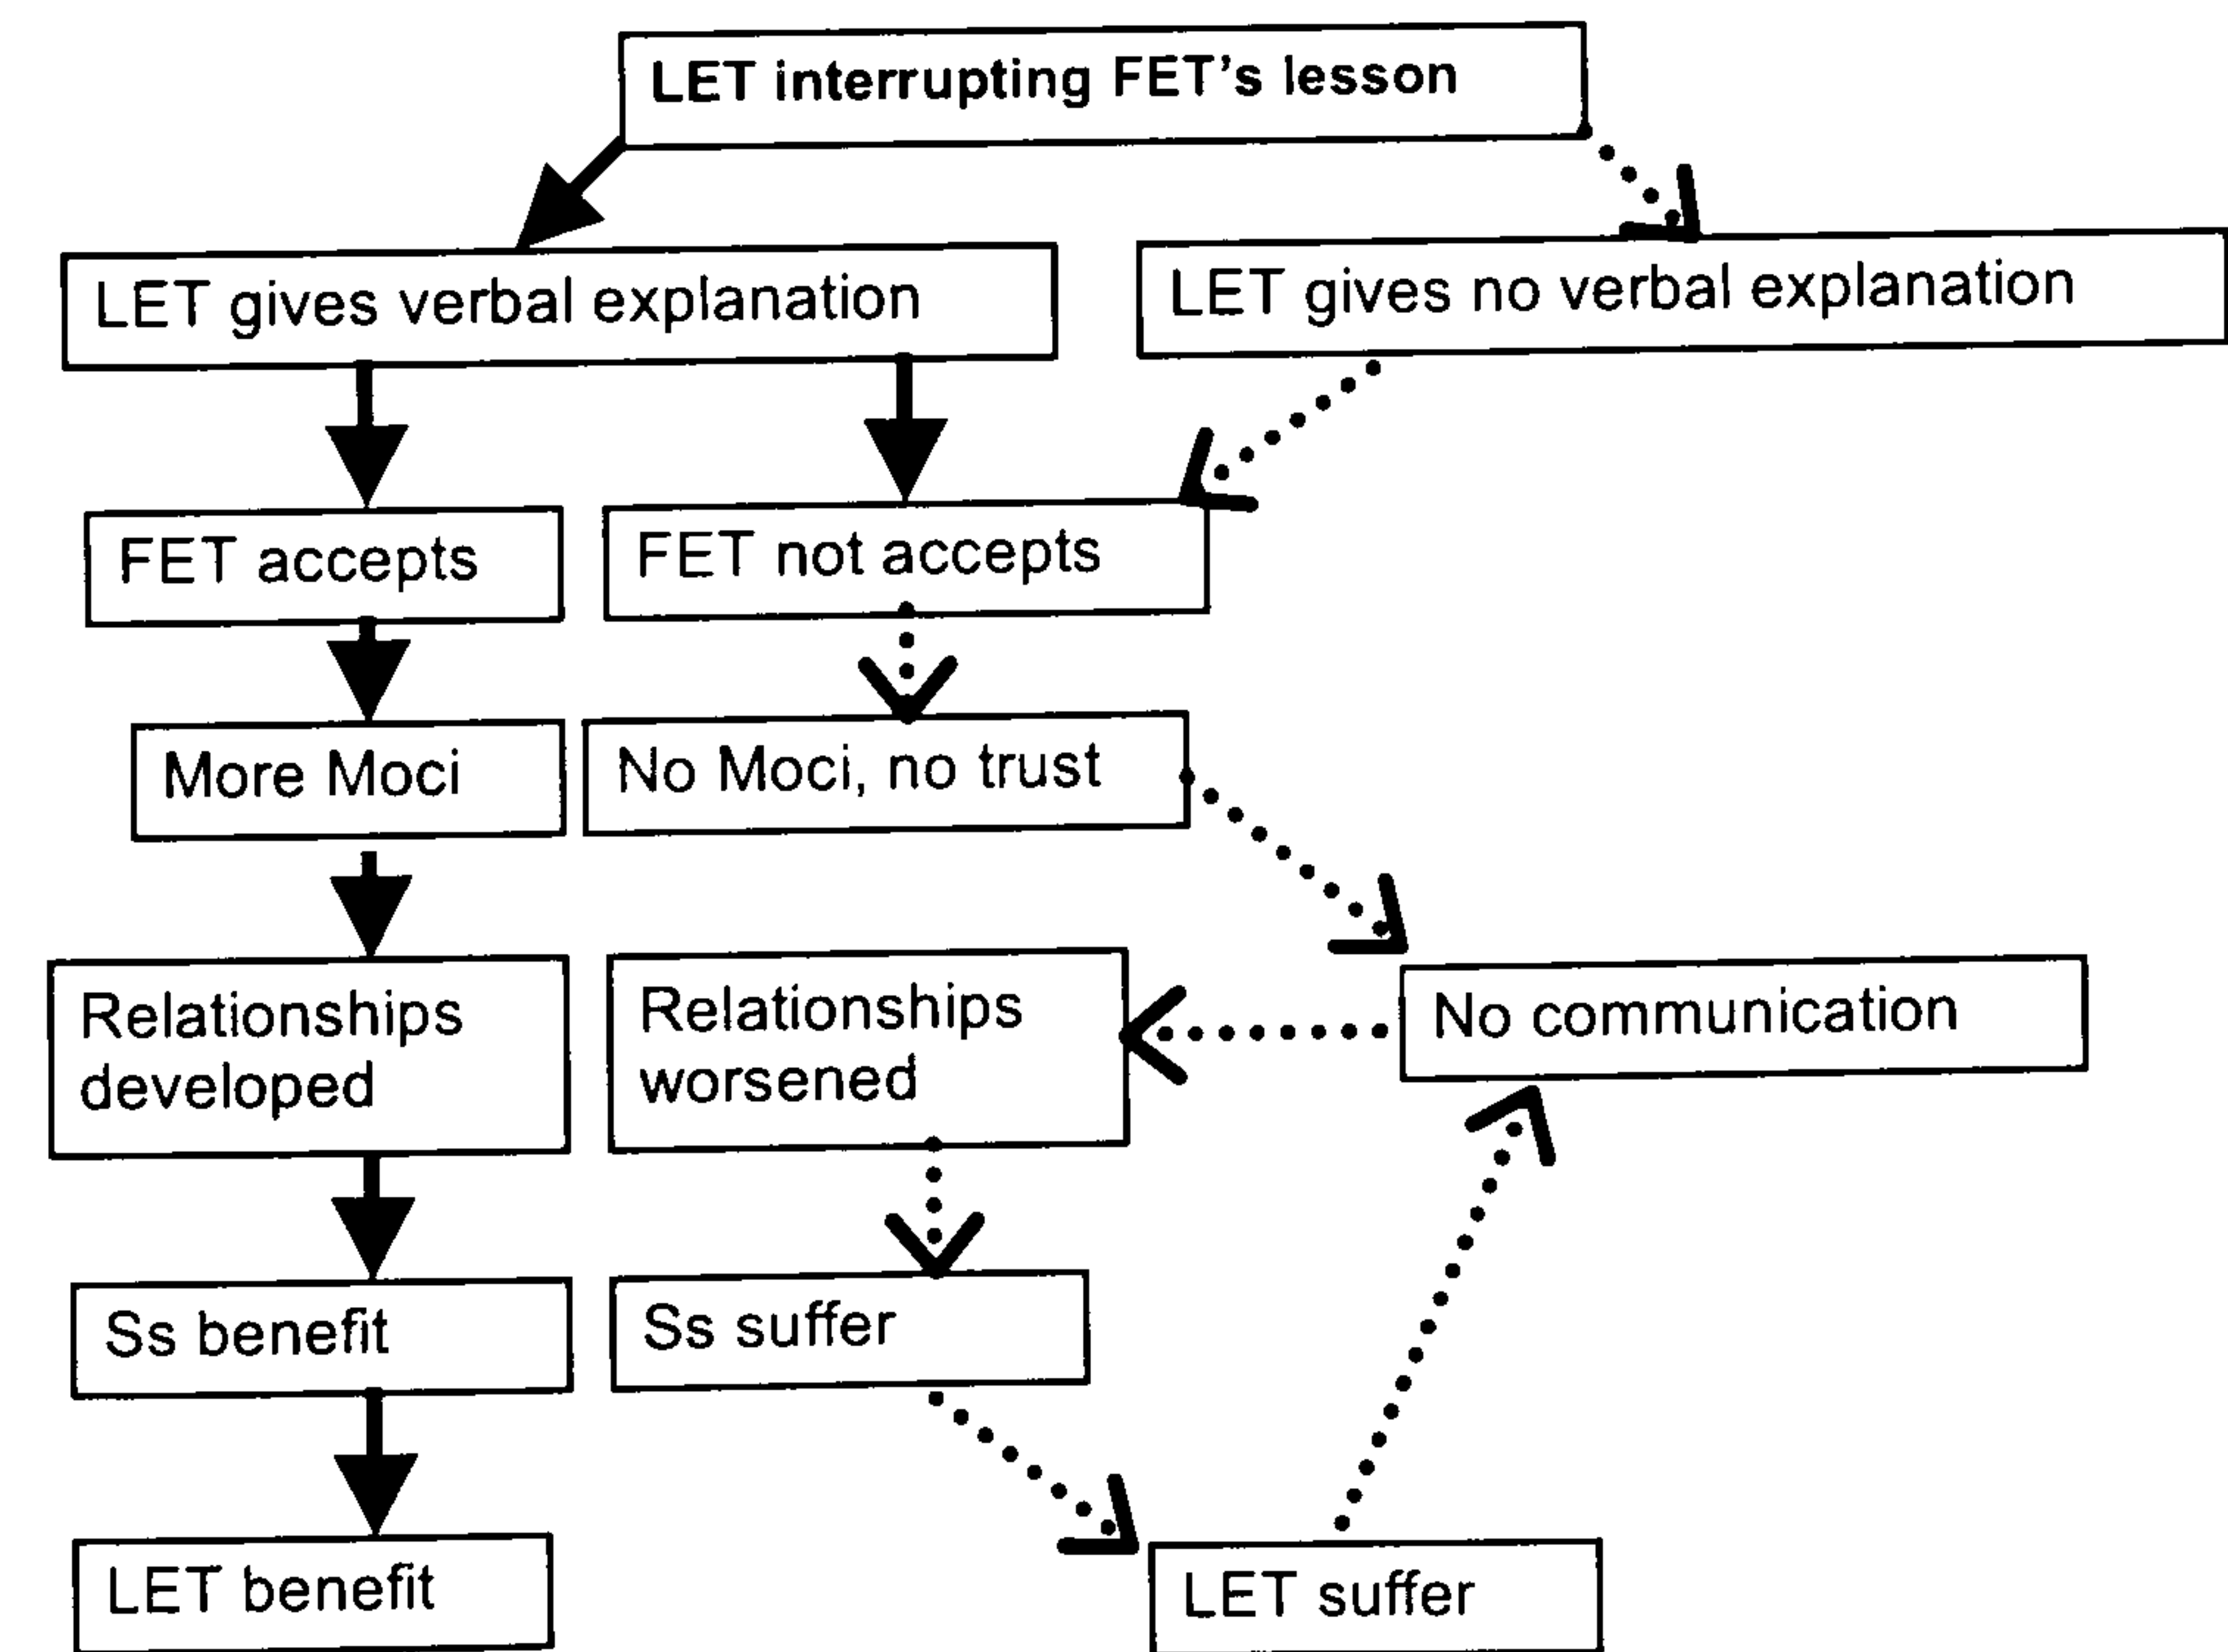 LET interrupting FET's lesson
LET gives verbal explanation
LET gives no verbal explanation
FET accepts
FET not accepts
More Moci
No Moci, no trust
Relationships
developed
Relationships
worsened
No communication
Ss benefit
Ss suffer
LET benefit
LET suffer